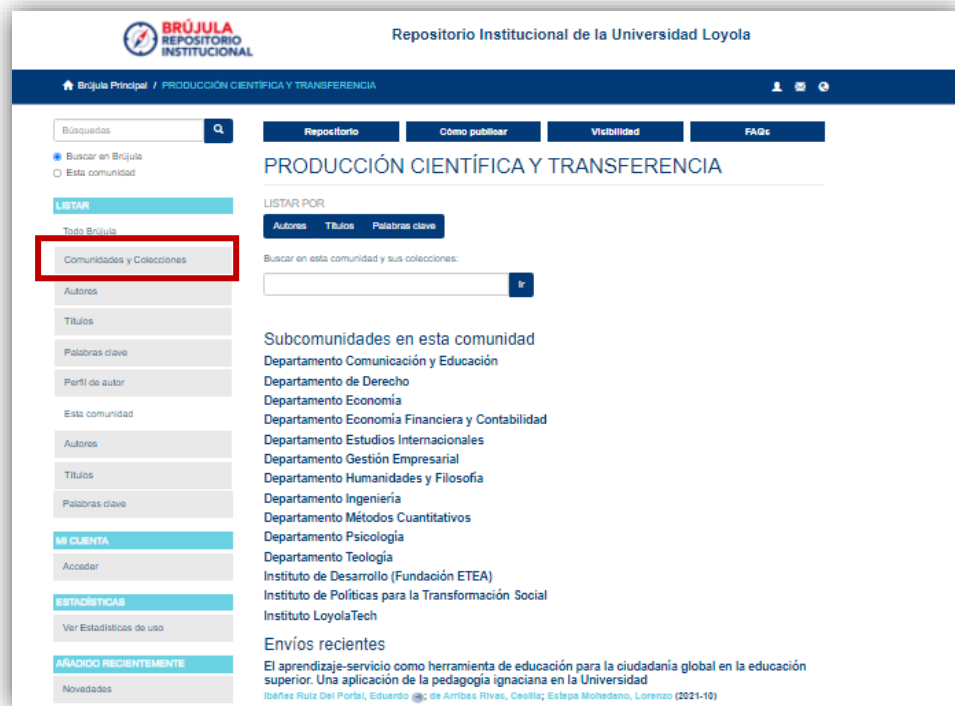 BRÚJULA
REPOSITORIO
INSTITUCIONAL
Repositorio Institucional de la Universidad Loyola
Brújula Principal / PRODUCCIÓN CIENTÍFICA Y TRANSFERENCIA
Búsquedas
Buscar en Brújula
Esta comunidad
LISTAR
Todo Brújula
Comunidades y Colecciones
Autores
Títulos
Palabras clave
Perfil de autor
Esta comunidad
Autores
Títulos
Palabras clave
MI CUENTA
Acceder
ESTADÍSTICAS
Ver Estadísticas de uso
AÑADIDO RECIENTEMENTE
Novedades
Repositorio Cómo publicar Visibilidad FAQs
PRODUCCIÓN CIENTÍFICA Y TRANSFERENCIA
LISTAR POR
Autores Títulos Palabras clave
Buscar en esta comunidad y sus colecciones:
Ir
Subcomunidades en esta comunidad
Departamento Comunicación y Educación
Departamento de Derecho
Departamento Economía
Departamento Economía Financiera y Contabilidad
Departamento Estudios Internacionales
Departamento Gestión Empresarial
Departamento Humanidades y Filosofía
Departamento Ingeniería
Departamento Métodos Cuantitativos
Departamento Psicología
Departamento Teología
Instituto de Desarrollo (Fundación ETEA)
Instituto de Políticas para la Transformación Social
Instituto LoyolaTech
Envíos recientes
El aprendizaje-servicio como herramienta de educación para la ciudadanía global en la educación
superior. Una aplicación de la pedagogía ignaciana en la Universidad
Ibáñez Ruiz Del Portal, Eduardo ; de Arribas Rivas, Cecilia; Estepa Mohedano, Lorenzo (2021-10)